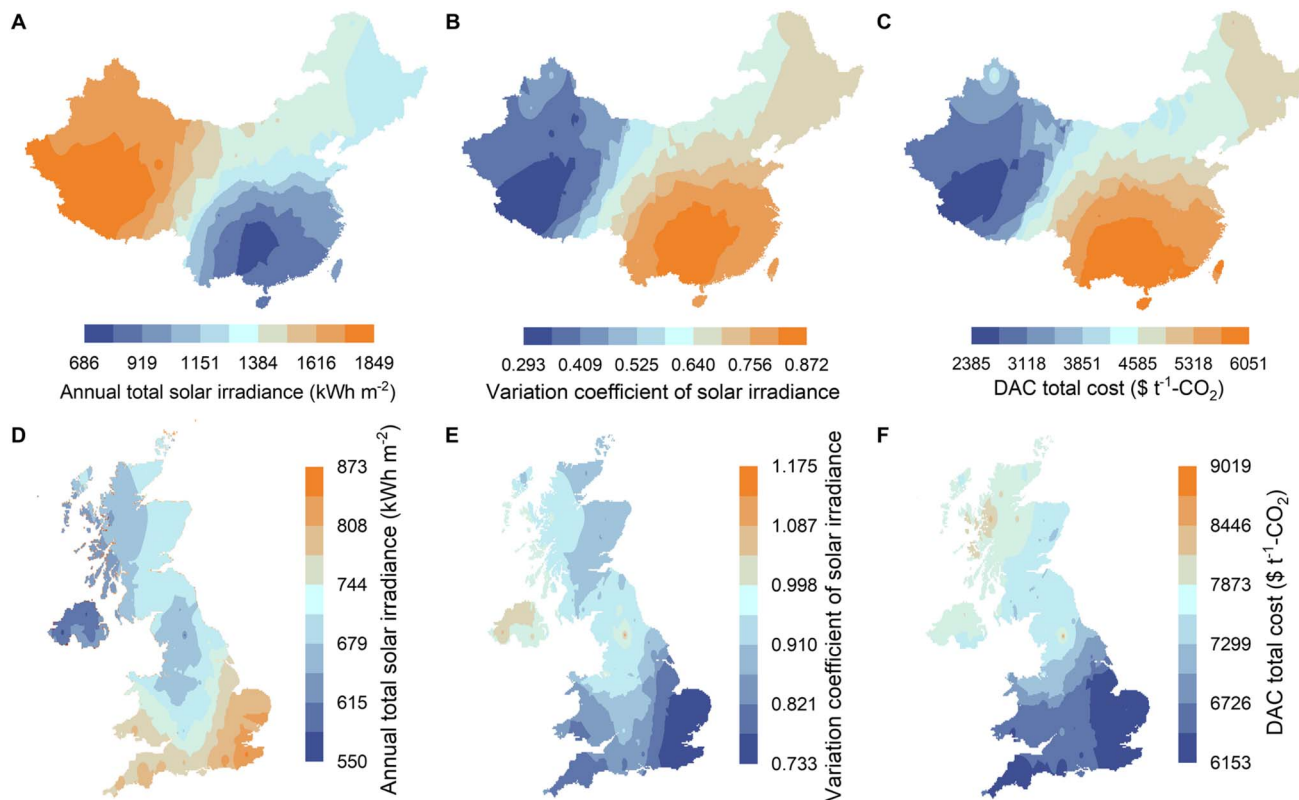 A
B
C
686 919 1151 1384 1616 1849
Annual total solar irradiance (kWh m⁻²)
0.293 0.409 0.525 0.640 0.756 0.872
Variation coefficient of solar irradiance
2385 3118 3851 4585 5318 6051
DAC total cost ($ t⁻¹-CO₂)
D
873
808
744
679
615
550
Annual total solar irradiance (kWh m⁻²)
E
1.175
1.087
0.998
0.910
0.821
0.733
Variation coefficient of solar irradiance
F
9019
8446
7873
7299
6726
6153
DAC total cost ($ t⁻¹-CO₂)